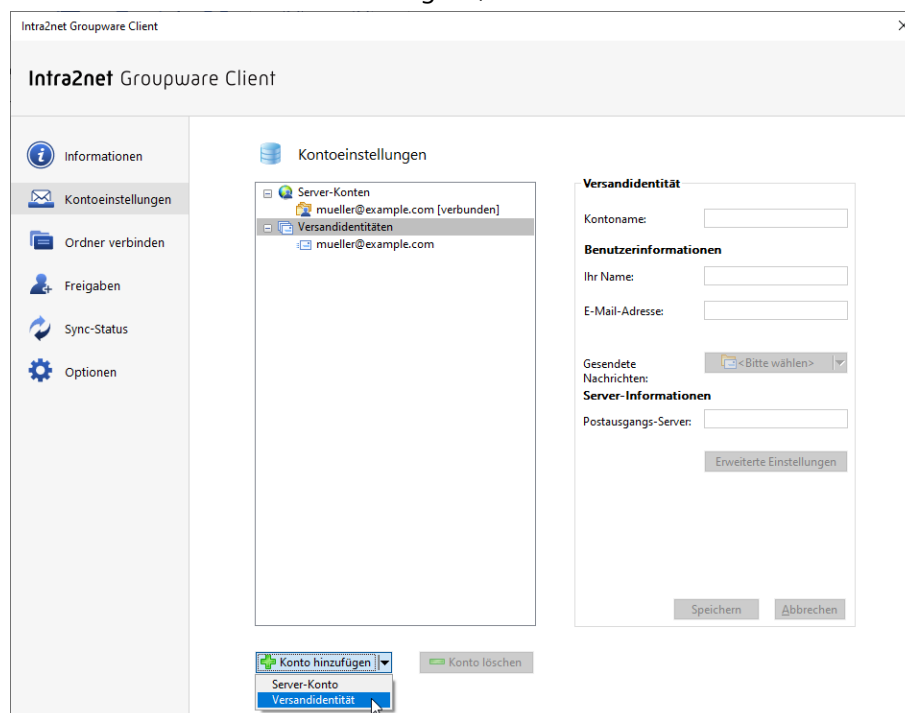 Intra2net Groupware Client
Intra2net Groupware Client
Informationen
Kontoeinstellungen
Ordner verbinden
Freigaben
Sync-Status
Optionen
Kontoeinstellungen
Server-Konten
mueller@example.com [verbunden]
Versandidentitäten
mueller@example.com
Versandidentität
Kontoname:
Benutzerinformationen
Ihr Name:
E-Mail-Adresse:
Gesendete
Nachrichten:
<Bitte wählen>
Server-Informationen
Postausgangs-Server:
Erweiterte Einstellungen
Speichern
Abbrechen
Konto hinzufügen
Konto löschen
Server-Konto
Versandidentität